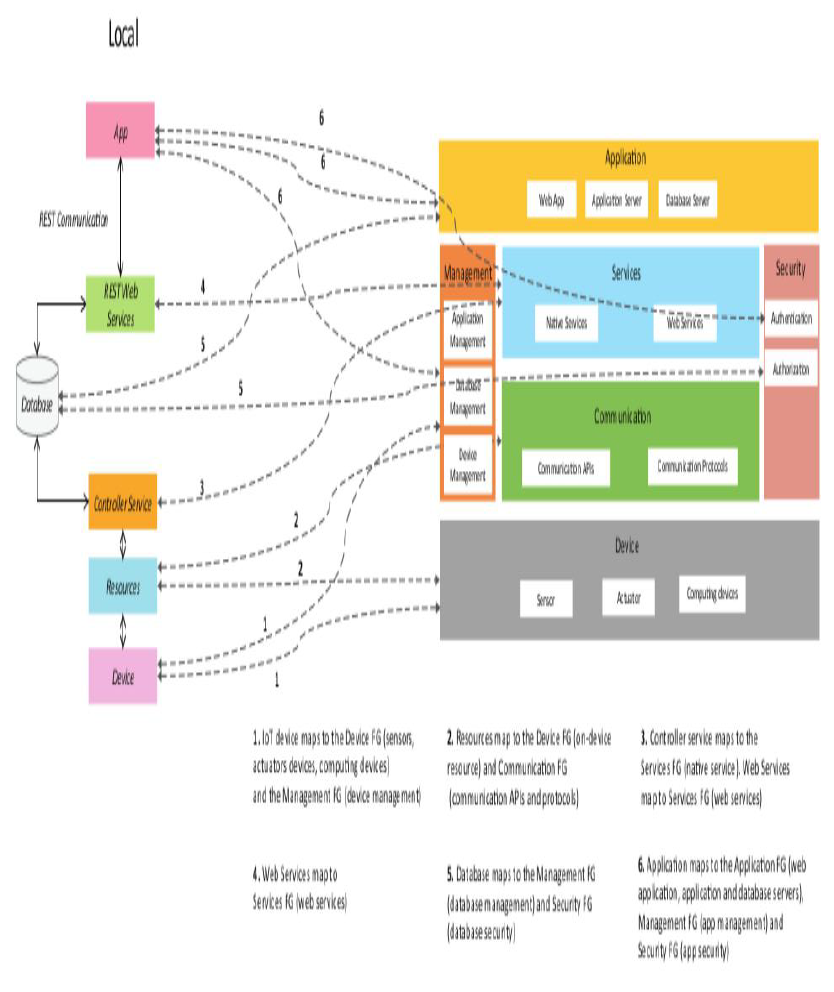 Local
App
REST Communication
REST Web
Services
Database
Controller Service
Resources
Device
6
6
6
4
5
5
3
2
2
1
1
Application
Web App
Application Server
Database Server
Management
Application
Management
Database
Management
Device
Management
Services
Native Services
Web Services
Security
Authentication
Authorization
Communication
Communication APIs
Communication Protocols
Device
Sensor
Actuator
Computing devices
1. IoT device maps to the Device FG (sensors,
actuators devices, computing devices)
and the Management FG (device management)
2. Resources map to the Device FG (on-device
resource) and Communication FG
(communication APIs and protocols)
3. Controller service maps to the
Services FG (native service). Web Services
map to Services FG (web services)
4. Web Services map to
Services FG (web services)
5. Database maps to the Management FG
(database management) and Security FG
(database security)
6. Application maps to the Application FG (web
application, application and database servers),
Management FG (app management) and
Security FG (app security)